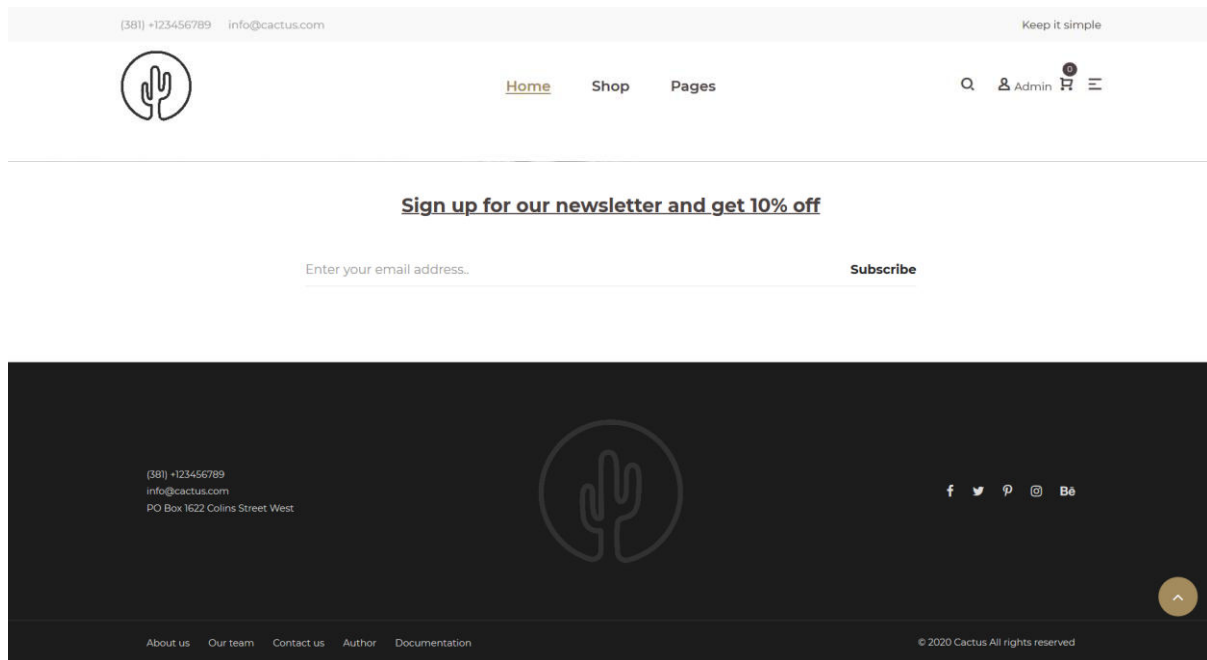 (381) +123456789 info@cactus.com Keep it simple
Home Shop Pages Admin 0
Sign up for our newsletter and get 10% off
Enter your email address.. Subscribe
(381) +123456789
info@cactus.com
PO Box 1622 Colins Street West
Bē
About us Our team Contact us Author Documentation © 2020 Cactus All rights reserved